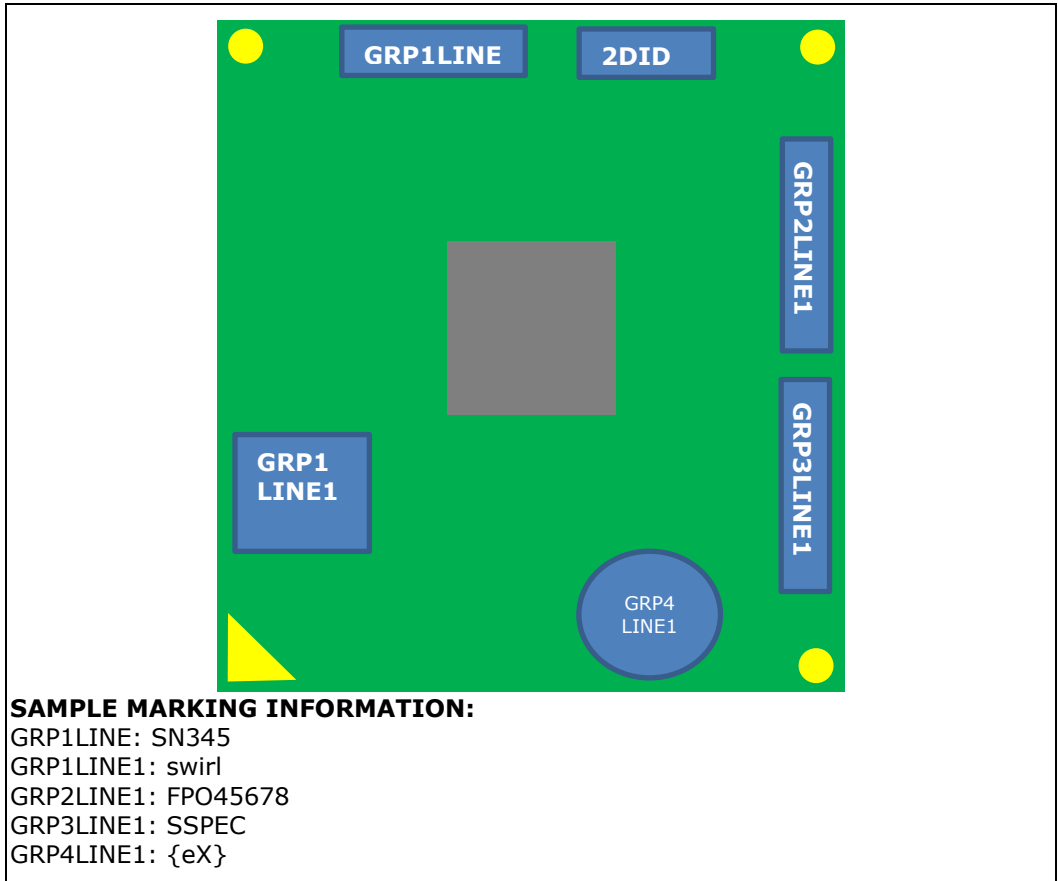 GRP1LINE
2DID
GRP2LINE1
GRP3LINE1
GRP1
LINE1
GRP4
LINE1
SAMPLE MARKING INFORMATION:
GRP1LINE: SN345
GRP1LINE1: swirl
GRP2LINE1: FPO45678
GRP3LINE1: SSPEC
GRP4LINE1: {eX}